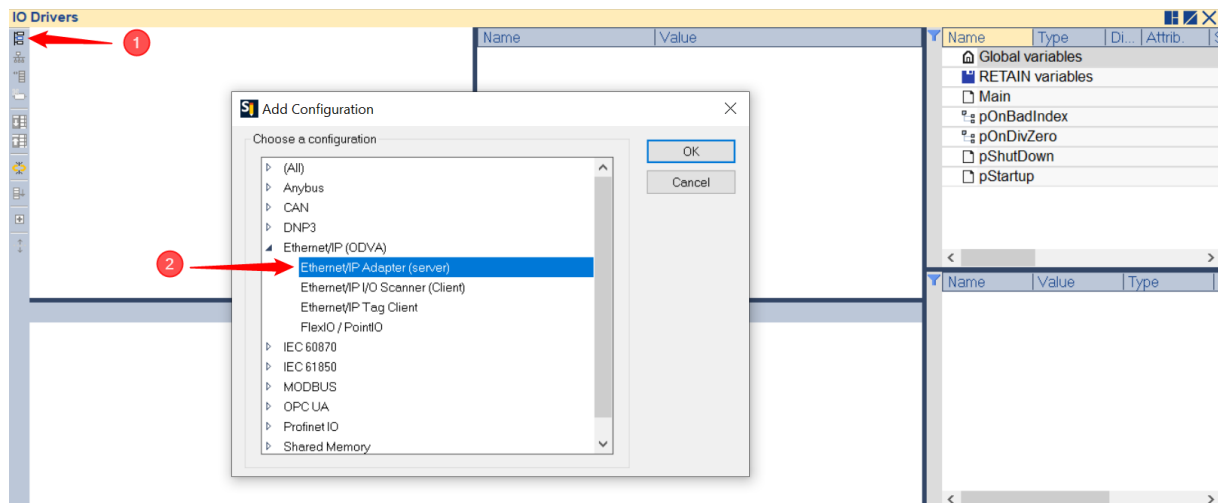 IO Drivers
1
Name Value
Name Type Di... Attrib.
Global variables
RETAIN variables
Main
pOnBadIndex
pOnDivZero
pShutDown
pStartup
Add Configuration
Choose a configuration
OK
Cancel
(All)
Anybus
CAN
DNP3
Ethernet/IP (ODVA)
2
Ethernet/IP Adapter (server)
Ethernet/IP I/O Scanner (Client)
Ethernet/IP Tag Client
FlexIO / PointIO
IEC 60870
IEC 61850
MODBUS
OPC UA
Profinet IO
Shared Memory
Name Value Type